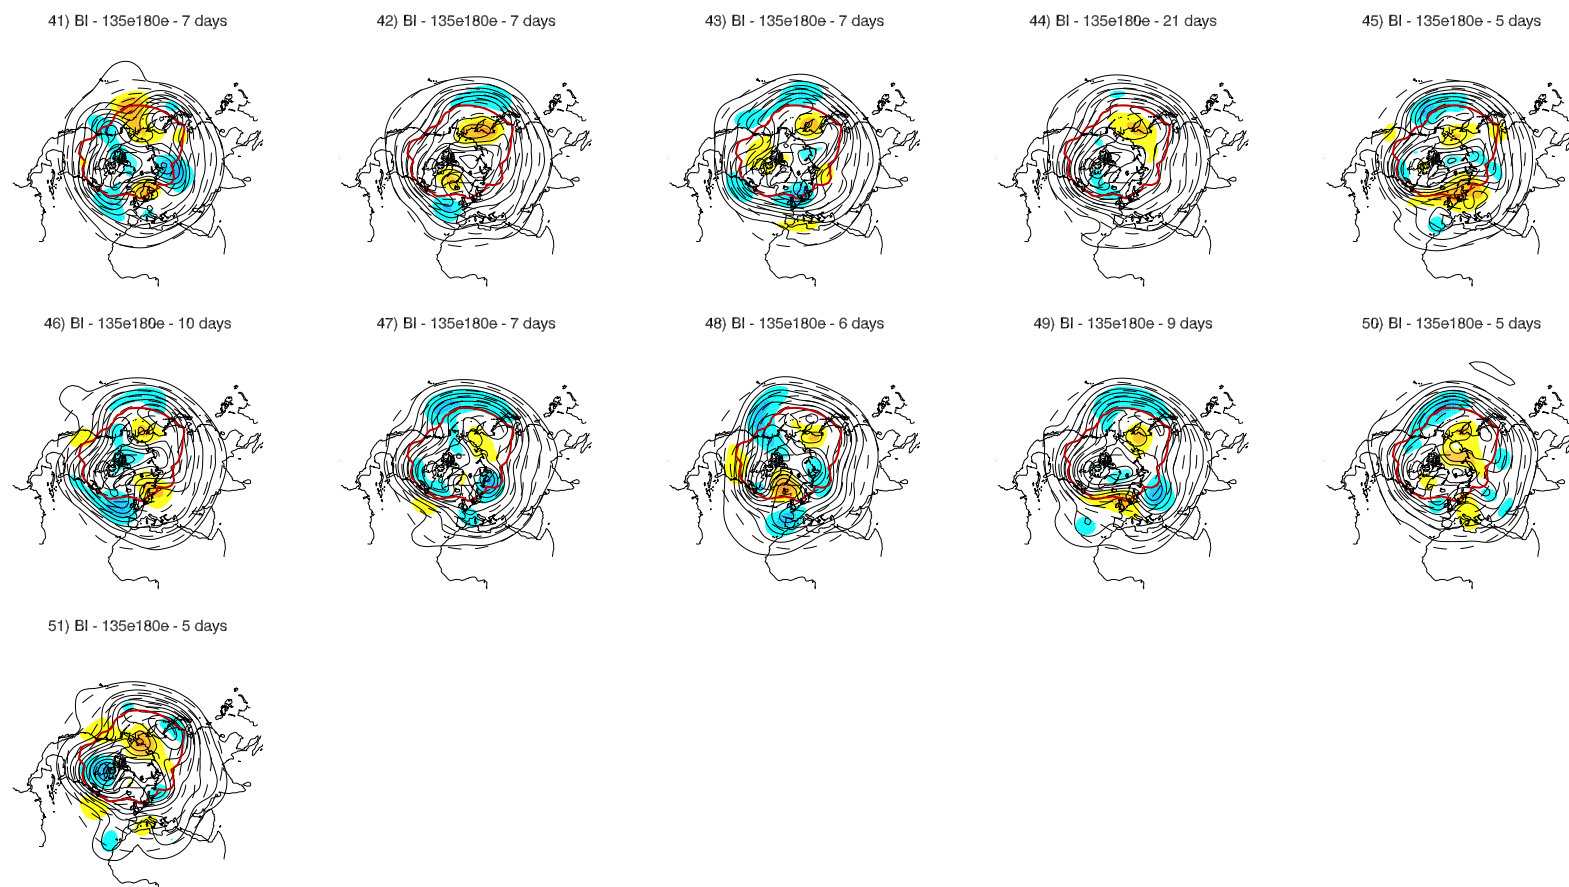 41) BI - 135e180e - 7 days
42) BI - 135e180e - 7 days
43) BI - 135e180e - 7 days
44) BI - 135e180e - 21 days
45) BI - 135e180e - 5 days
46) BI - 135e180e - 10 days
47) BI - 135e180e - 7 days
48) BI - 135e180e - 6 days
49) BI - 135e180e - 9 days
50) BI - 135e180e - 5 days
51) BI - 135e180e - 5 days